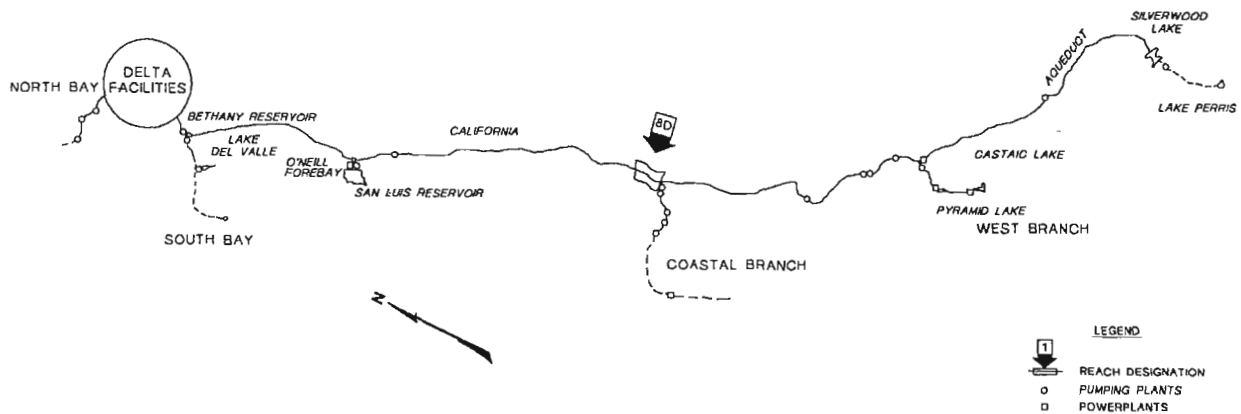 SILVERWOOD
LAKE
AQUEDUCT
NORTH BAY
DELTA
FACILITIES
LAKE PERRIS
BETHANY RESERVOIR
LAKE
DEL VALLE
CALIFORNIA
8D
O'NEILL
FOREBAY
SAN LUIS RESERVOIR
CASTAIC LAKE
PYRAMID LAKE
WEST BRANCH
SOUTH BAY
COASTAL BRANCH
N
LEGEND
1
REACH DESIGNATION
PUMPING PLANTS
POWERPLANTS